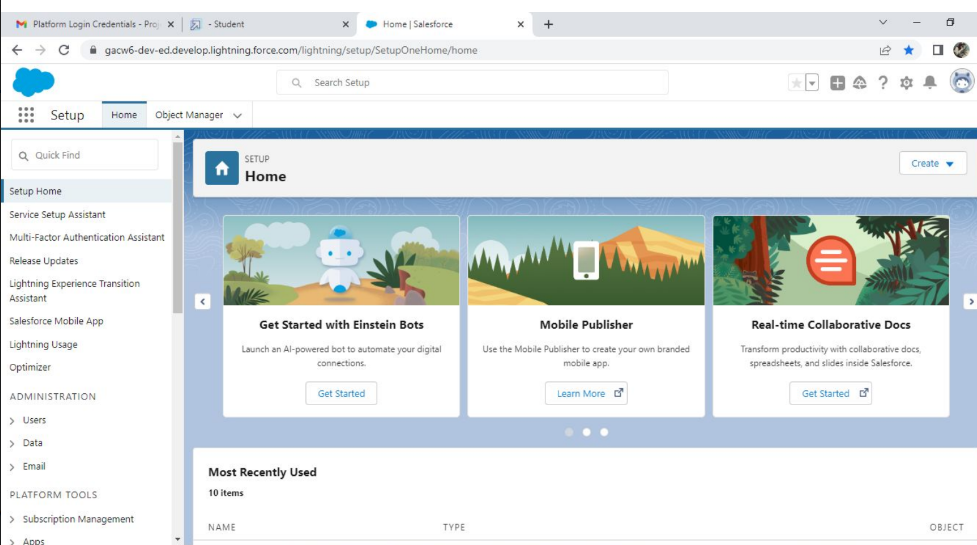 Platform Login Credentials - Proj
- Student
Home | Salesforce
gacw6-dev-ed.develop.lightning.force.com/lightning/setup/SetupOneHome/home
Search Setup
Setup
Home
Object Manager
Quick Find
Setup Home
Service Setup Assistant
Multi-Factor Authentication Assistant
Release Updates
Lightning Experience Transition
Assistant
Salesforce Mobile App
Lightning Usage
Optimizer
ADMINISTRATION
Users
Data
Email
PLATFORM TOOLS
Subscription Management
Apps
SETUP
Home
Create
Get Started with Einstein Bots
Launch an AI-powered bot to automate your digital
connections.
Get Started
Mobile Publisher
Use the Mobile Publisher to create your own branded
mobile app.
Learn More
Real-time Collaborative Docs
Transform productivity with collaborative docs,
spreadsheets, and slides inside Salesforce.
Get Started
Most Recently Used
10 items
NAME TYPE OBJECT